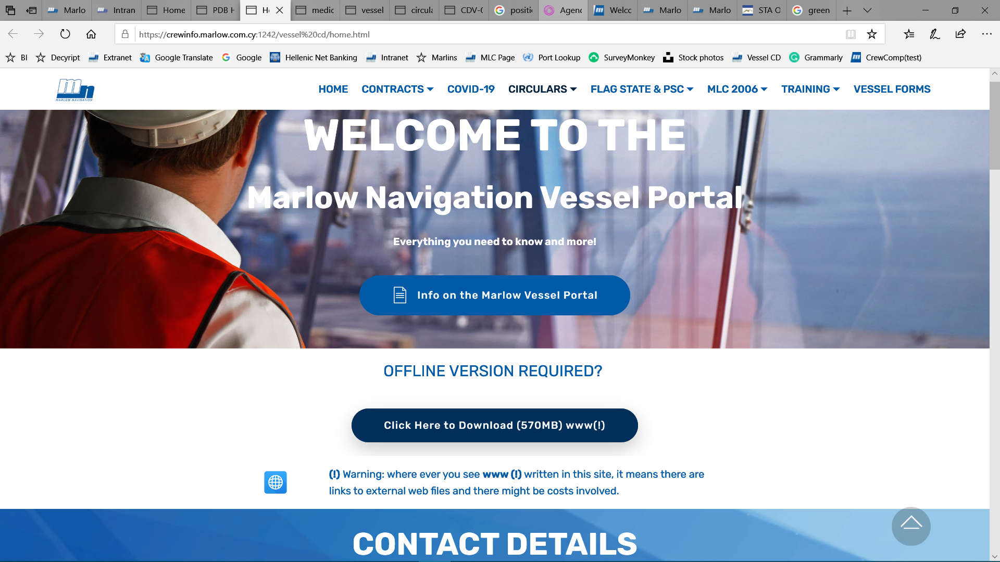 Marlo
Intran
Home
PDB H
Ho
medic
vessel
circula
CDV-0
positi
Agenc
Welcc
Marlo
Marlo
STA O
green
https://crewinfo.marlow.com.cy:1242/vessel%20cd/home.html
BI
Decyript
Extranet
Google Translate
Google
Hellenic Net Banking
Intranet
Marlins
MLC Page
Port Lookup
SurveyMonkey
Stock photos
Vessel CD
Grammarly
CrewComp(test)
mn
MARLOW NAVIGATION
HOME
CONTRACTS
COVID-19
CIRCULARS
FLAG STATE & PSC
MLC 2006
TRAINING
VESSEL FORMS
WELCOME TO THE
Marlow Navigation Vessel Portal
Everything you need to know and more!
Info on the Marlow Vessel Portal
OFFLINE VERSION REQUIRED?
Click Here to Download (570MB) www(!)
(!) Warning: where ever you see www (!) written in this site, it means there are
links to external web files and there might be costs involved.
CONTACT DETAILS